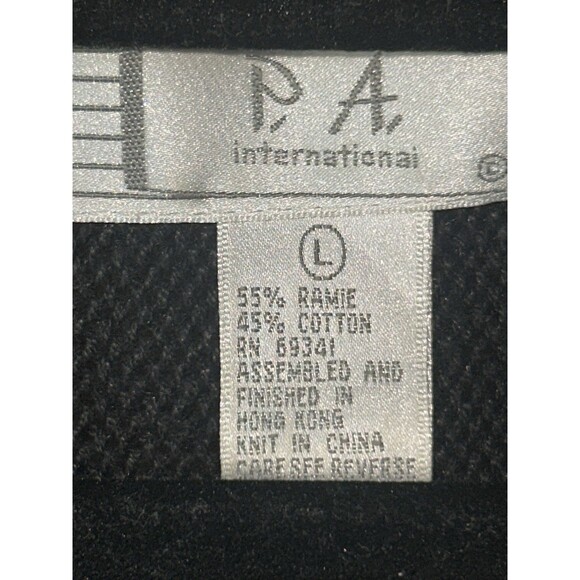 P. A.
international
©
L
55% RAMIE
45% COTTON
RN 69341
ASSEMBLED AND
FINISHED IN
HONG KONG
KNIT IN CHINA
CARE SEE REVERSE